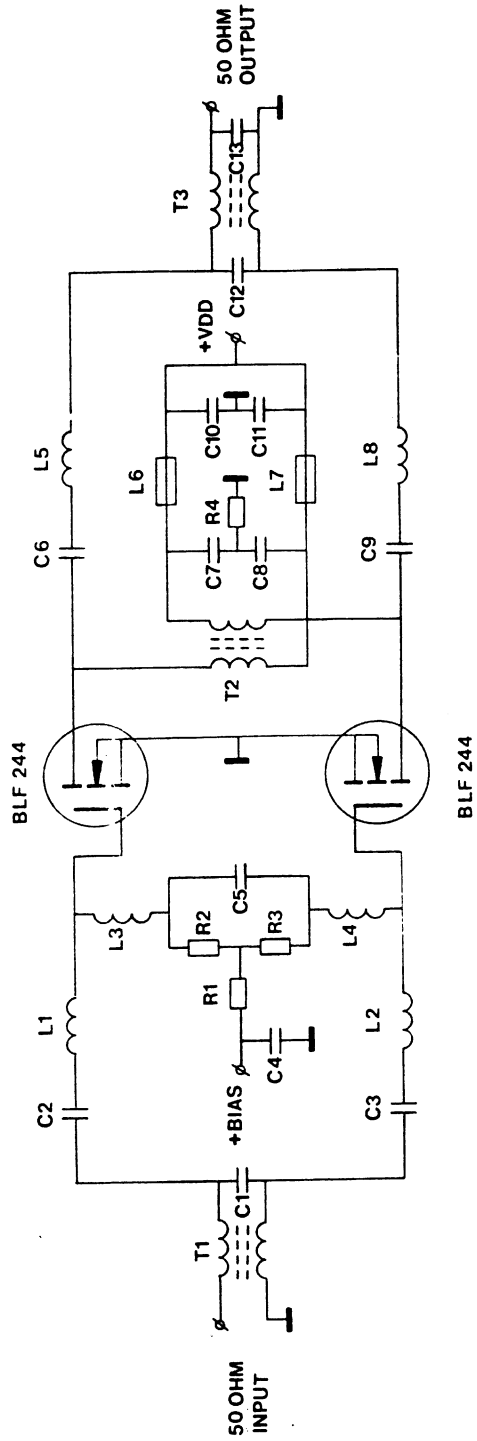 50 OHM
INPUT
T1
C1
C2
L1
C3
L2
+BIAS
C4
R1
R2
R3
L3
L4
C5
BLF 244
BLF 244
T2
C6
L5
C7
C8
R4
L6
L7
C10
C11
C9
L8
+VDD
C12
T3
C13
50 OHM
OUTPUT